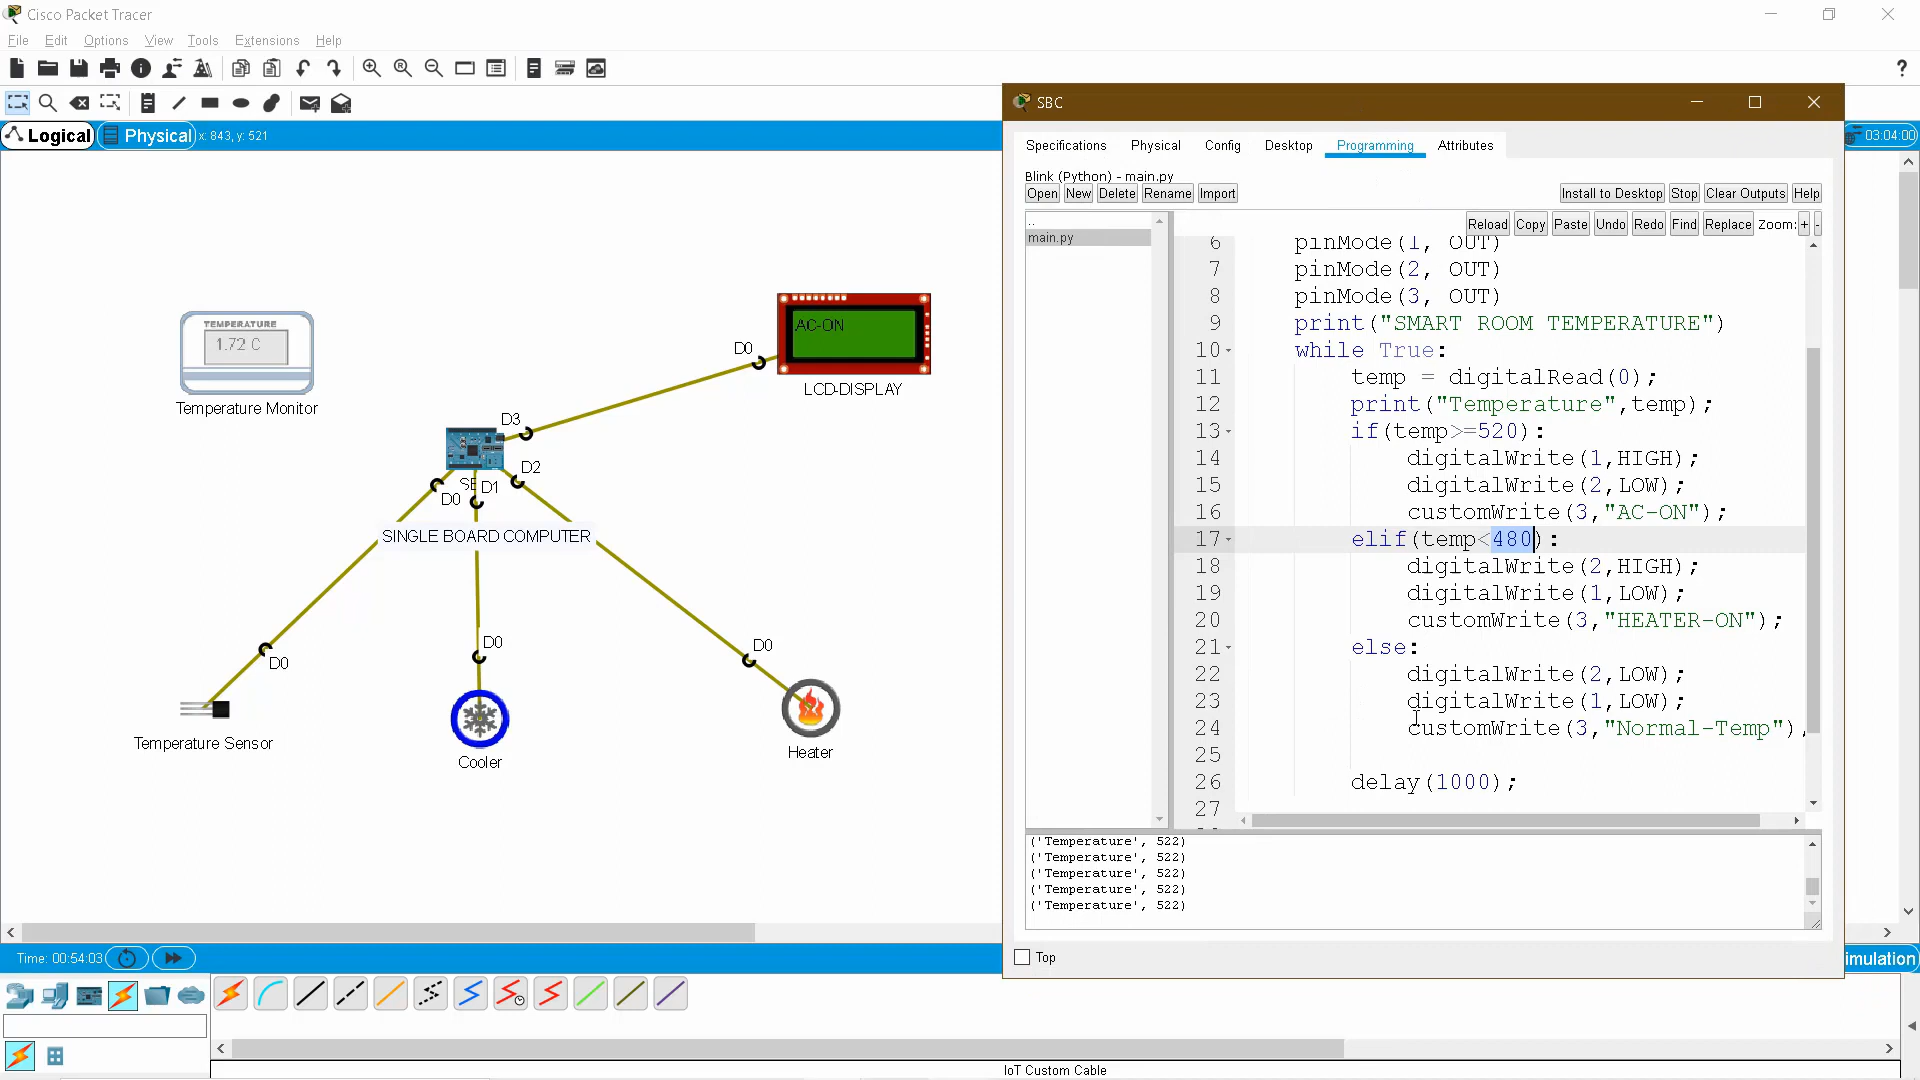 Cisco Packet Tracer
File Edit Options View Tools Extensions Help
?
Logical Physical x: 843, y: 521
03:04:00
TEMPERATURE
1.72 C
Temperature Monitor
AC-ON
D0
LCD-DISPLAY
D3
D2
D0 D1
SINGLE BOARD COMPUTER
D0
D0
D0
Temperature Sensor
Cooler
Heater
SBC
Specifications Physical Config Desktop Programming Attributes
Blink (Python) - main.py
Open New Delete Rename Import
Install to Desktop Stop Clear Outputs Help
..
main.py
Reload Copy Paste Undo Redo Find Replace Zoom: + -
6 pinMode(1, OUT)
7 pinMode(2, OUT)
8 pinMode(3, OUT)
9 print("SMART ROOM TEMPERATURE")
10 while True:
11 temp = digitalRead(0);
12 print("Temperature",temp);
13 if(temp>=520):
14 digitalWrite(1,HIGH);
15 digitalWrite(2,LOW);
16 customWrite(3,"AC-ON");
17 elif(temp<480):
18 digitalWrite(2,HIGH);
19 digitalWrite(1,LOW);
20 customWrite(3,"HEATER-ON");
21 else:
22 digitalWrite(2,LOW);
23 digitalWrite(1,LOW);
24 customWrite(3,"Normal-Temp")
25
26 delay(1000);
27
('Temperature', 522)
('Temperature', 522)
('Temperature', 522)
('Temperature', 522)
('Temperature', 522)
Top
Time: 00:54:03
imulation
IoT Custom Cable